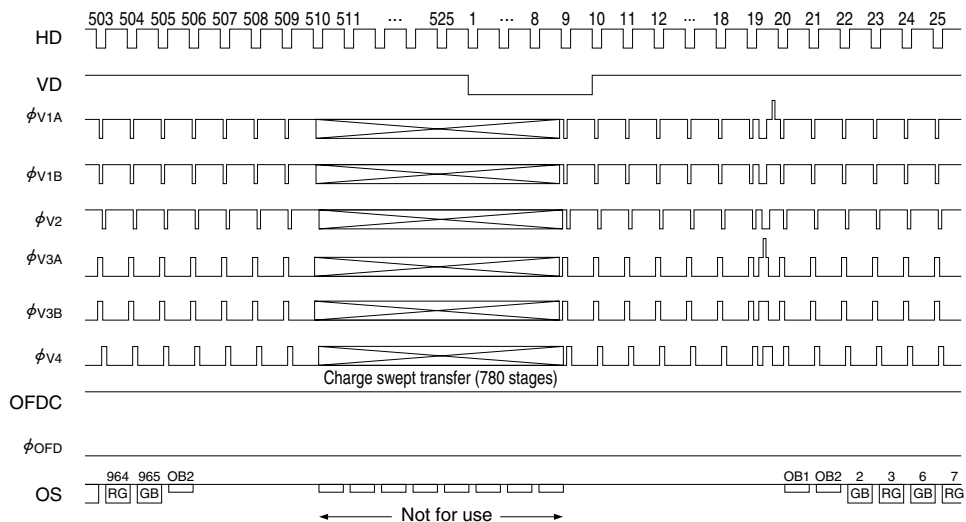 503 504 505 506 507 508 509 510 511 ... 525 1 ... 8 9 10 11 12 ... 18 19 20 21 22 23 24 25
HD
VD
ϕV1A
ϕV1B
ϕV2
ϕV3A
ϕV3B
ϕV4
Charge swept transfer (780 stages)
OFDC
ϕOFD
964 965 OB2 OB1 OB2 2 3 6 7
OS RG GB GB RG GB RG
Not for use